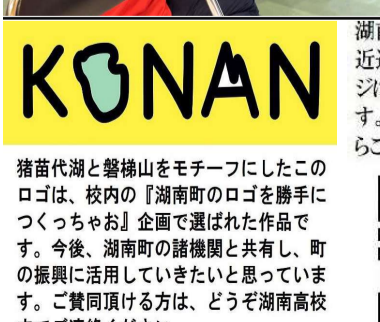 KONAN
猪苗代湖と磐梯山をモチーフにしたこの
ロゴは、校内の『湖南町のロゴを勝手に
つくっちゃお』企画で選ばれた作品で
す。今後、湖南町の諸機関と共有し、町
の振興に活用していきたいと思っていま
す。ご賛同頂ける方は、どうぞ湖南高校
湖
近
ジ
す。
らこ